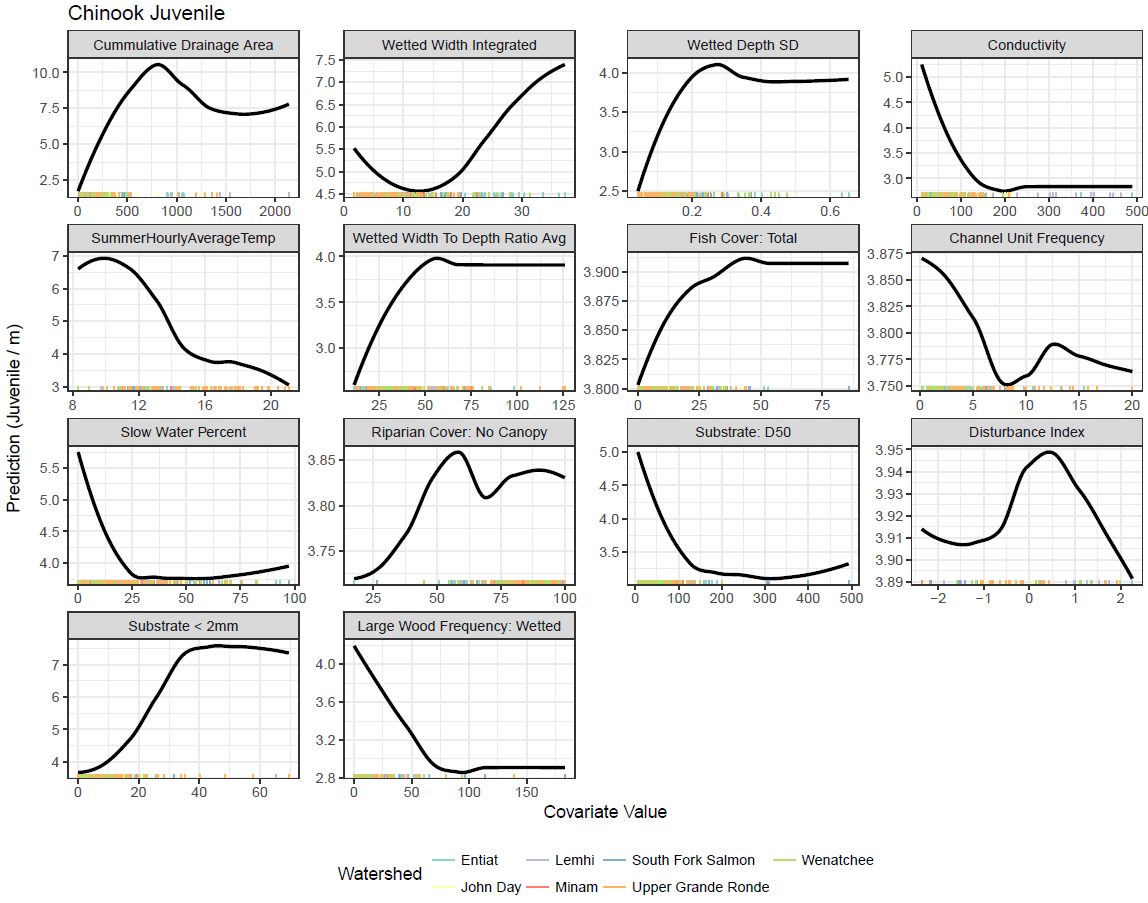 Chinook Juvenile
Cummulative Drainage Area
Wetted Width Integrated
Wetted Depth SD
Conductivity
10.0
7.5
5.0
2.5
0 500 1000 1500 2000
7.5
7.0
6.5
6.0
5.5
5.0
4.5
0 10 20 30
4.0
3.5
3.0
2.5
0.2 0.4 0.6
5.0
4.5
4.0
3.5
3.0
0 100 200 300 400 500
SummerHourlyAverageTemp
Wetted Width To Depth Ratio Avg
Fish Cover: Total
Channel Unit Frequency
7
6
5
4
3
8 12 16 20
4.0
3.5
3.0
25 50 75 100 125
3.900
3.875
3.850
3.825
3.800
0 25 50 75
3.875
3.850
3.825
3.800
3.775
3.750
0 5 10 15 20
Prediction (Juvenile / m)
Slow Water Percent
Riparian Cover: No Canopy
Substrate: D50
Disturbance Index
5.5
5.0
4.5
4.0
0 25 50 75 100
3.85
3.80
3.75
25 50 75 100
5.0
4.5
4.0
3.5
0 100 200 300 400 500
3.95
3.94
3.93
3.92
3.91
3.90
3.89
−2 −1 0 1 2
Substrate < 2mm
Large Wood Frequency: Wetted
7
6
5
4
0 20 40 60
4.0
3.6
3.2
2.8
0 50 100 150
Covariate Value
Watershed
Entiat Lemhi South Fork Salmon Wenatchee
John Day Minam Upper Grande Ronde